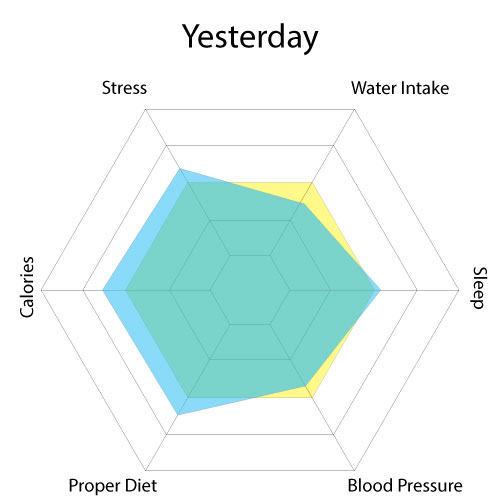 Yesterday
Stress
Water Intake
Calories
Sleep
Proper Diet
Blood Pressure